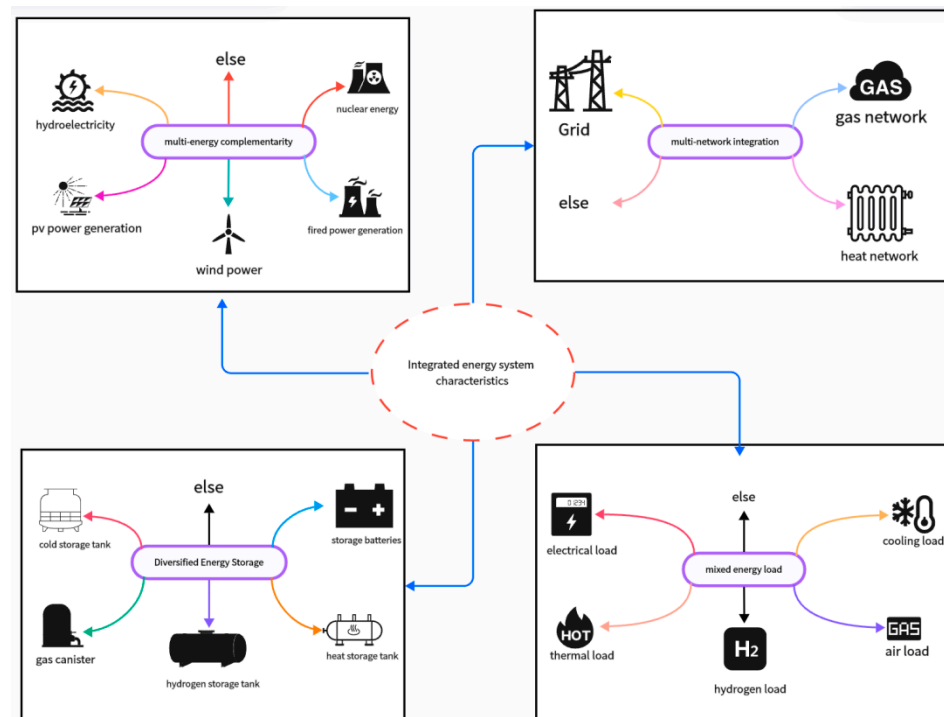 else
hydroelectricity
nuclear energy
multi-energy complementarity
pv power generation
wind power
fired power generation
Grid
GAS
gas network
multi-network integration
else
heat network
Integrated energy system
characteristics
else
cold storage tank
storage batteries
Diversified Energy Storage
gas canister
hydrogen storage tank
heat storage tank
else
01234
electrical load
cooling load
mixed energy load
HOT
thermal load
H2
hydrogen load
GAS
air load